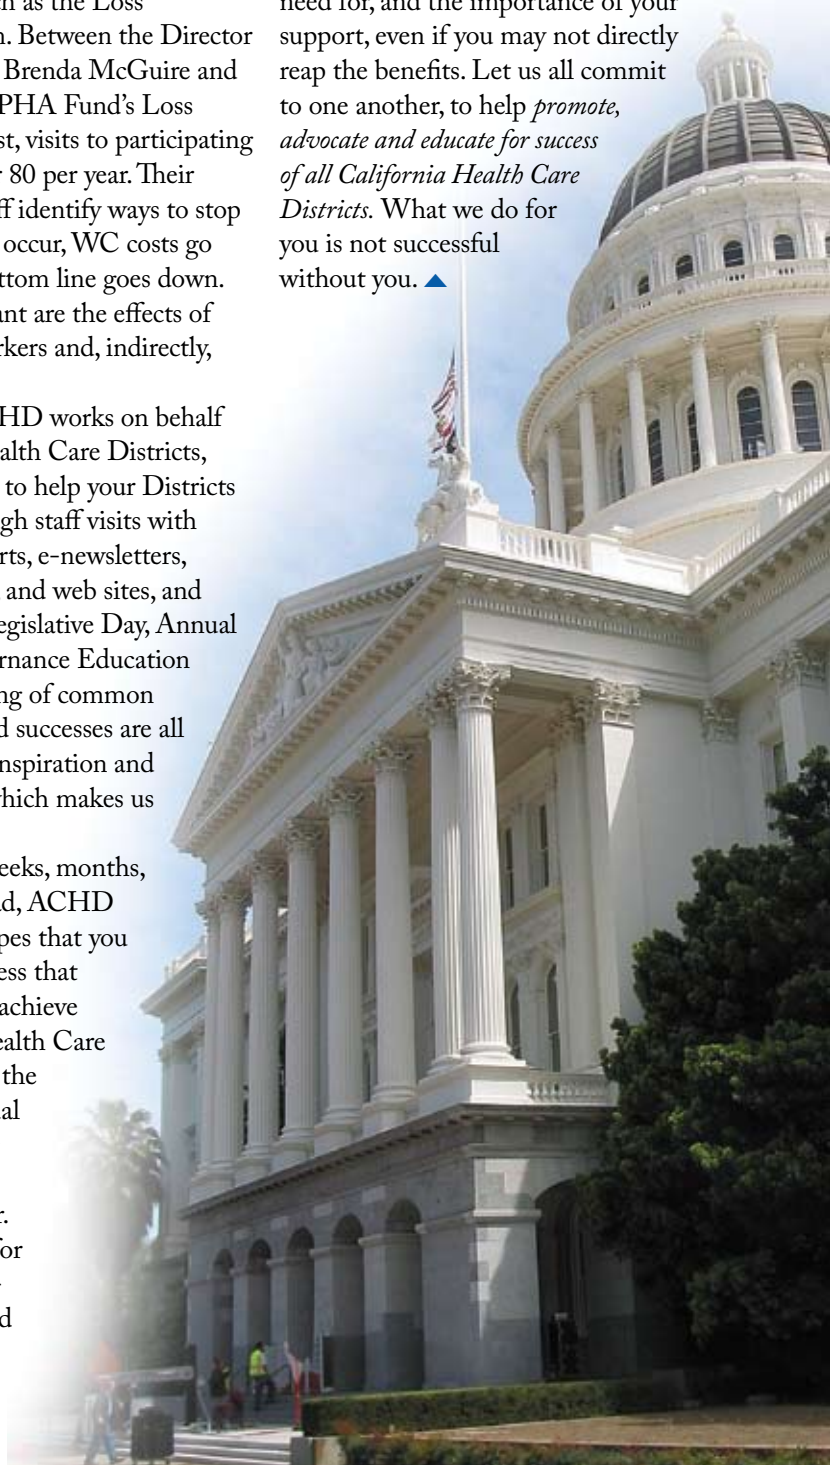 ch as the Loss
n. Between the Director
Brenda McGuire and
PHA Fund’s Loss
st, visits to participating
r 80 per year. Their
ff identify ways to stop
occur, WC costs go
ttom line goes down.
ant are the effects of
rkers and, indirectly,
HD works on behalf
alth Care Districts,
to help your Districts
gh staff visits with
rts, e-newsletters,
and web sites, and
egislative Day, Annual
rnance Education
ng of common
d successes are all
nspiration and
which makes us
eeks, months,
ad, ACHD
pes that you
ess that
achieve
ealth Care
the
al
r.
for
d
need for, and the importance of your
support, even if you may not directly
reap the benefits. Let us all commit
to one another, to help promote,
advocate and educate for success
of all California Health Care
Districts. What we do for
you is not successful
without you.